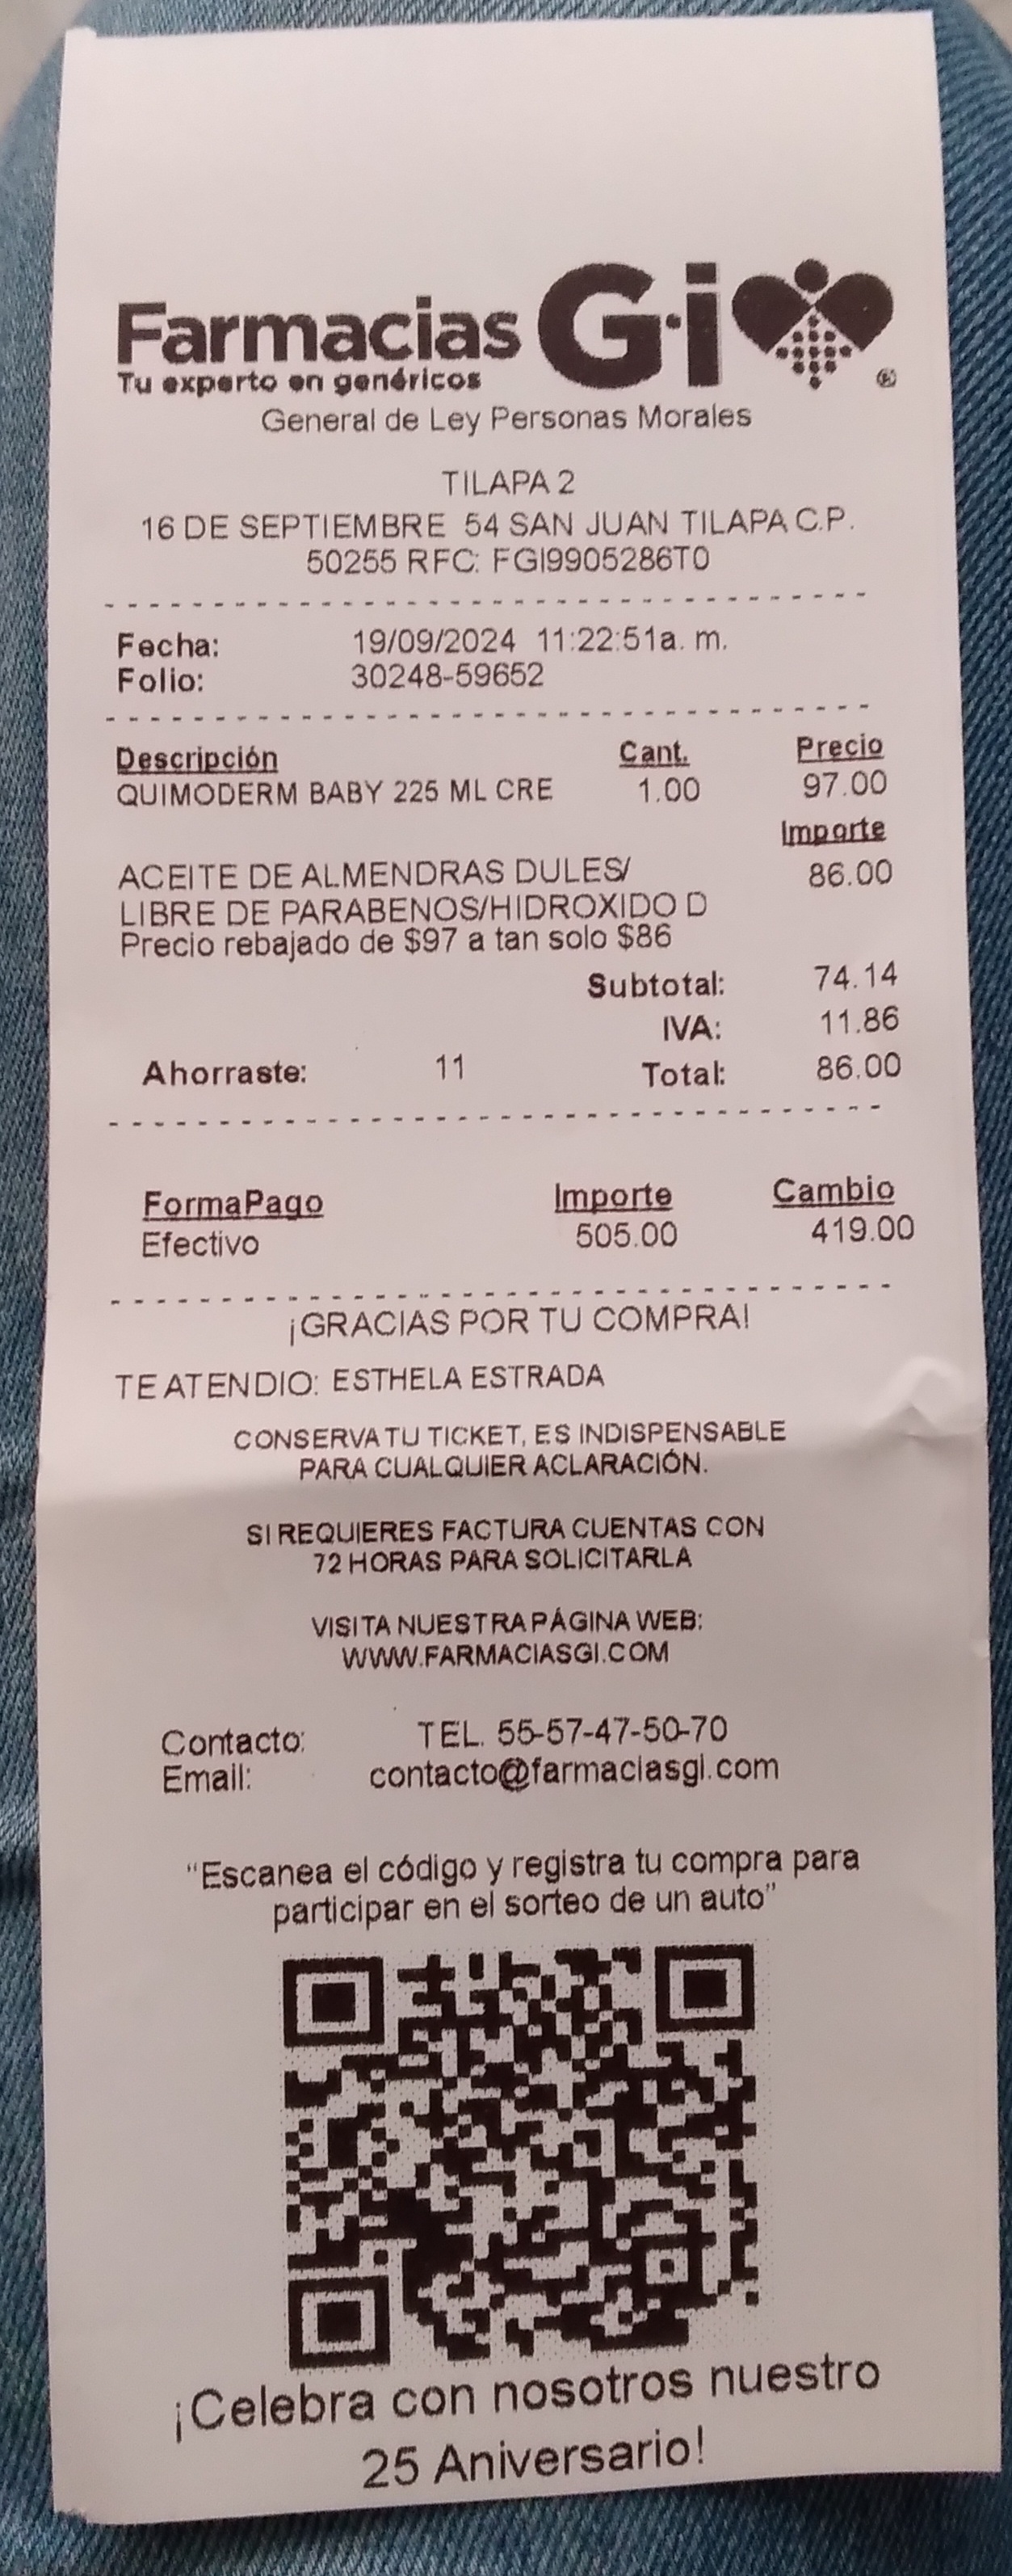 Farmacias G·i ®
Tu experto en genéricos
General de Ley Personas Morales
TILAPA 2
16 DE SEPTIEMBRE 54 SAN JUAN TILAPA C.P.
50255 RFC: FGI9905286T0
Fecha: 19/09/2024 11:22:51a. m.
Folio: 30248-59652
Descripción Cant. Precio
QUIMODERM BABY 225 ML CRE 1.00 97.00
Importe
ACEITE DE ALMENDRAS DULES/ 86.00
LIBRE DE PARABENOS/HIDROXIDO D
Precio rebajado de $97 a tan solo $86
Subtotal: 74.14
IVA: 11.86
Ahorraste: 11 Total: 86.00
FormaPago Importe Cambio
Efectivo 505.00 419.00
¡GRACIAS POR TU COMPRA!
TE ATENDIO: ESTHELA ESTRADA
CONSERVA TU TICKET, ES INDISPENSABLE
PARA CUALQUIER ACLARACIÓN.
SI REQUIERES FACTURA CUENTAS CON
72 HORAS PARA SOLICITARLA
VISITA NUESTRA PÁGINA WEB:
WWW.FARMACIASGI.COM
Contacto: TEL. 55-57-47-50-70
Email: contacto@farmaciasgi.com
“Escanea el código y registra tu compra para
participar en el sorteo de un auto”
¡Celebra con nosotros nuestro
25 Aniversario!